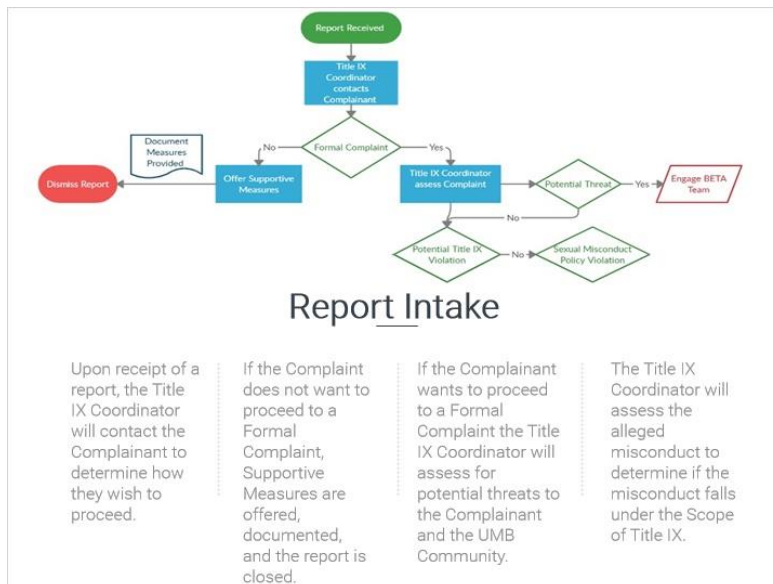 Report Received
Title IX
Coordinator
contacts
Complainant
Formal Complaint
No
Yes
Document
Measures
Provided
Dismiss Report
Offer Supportive
Measures
Title IX Coordinator
assess Complaint
Potential Threat
Yes
Engage BETA
Team
No
Potential Title IX
Violation
No
Sexual Misconduct
Policy Violation
Report Intake
Upon receipt of a
report, the Title
IX Coordinator
will contact the
Complainant to
determine how
they wish to
proceed.
If the Complaint
does not want to
proceed to a
Formal
Complaint,
Supportive
Measures are
offered,
documented,
and the report is
closed.
If the Complainant
wants to proceed
to a Formal
Complaint the Title
IX Coordinator will
assess for
potential threats to
the Complainant
and the UMB
Community.
The Title IX
Coordinator will
assess the
alleged
misconduct to
determine if the
misconduct falls
under the Scope
of Title IX.